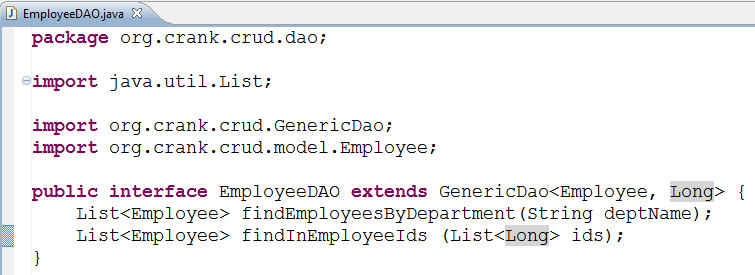 EmployeeDAO.java
package org.crank.crud.dao;
import java.util.List;
import org.crank.crud.GenericDao;
import org.crank.crud.model.Employee;
public interface EmployeeDAO extends GenericDao<Employee, Long> {
List<Employee> findEmployeesByDepartment(String deptName);
List<Employee> findInEmployeeIds (List<Long> ids);
}